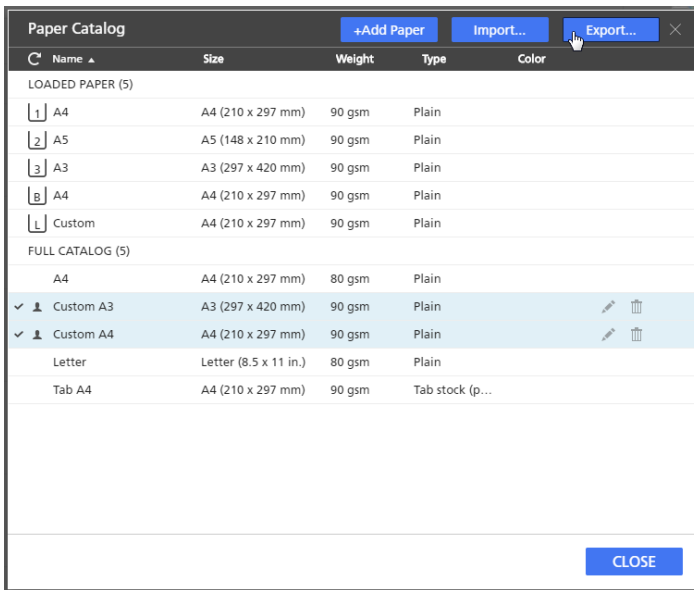 Paper Catalog +Add Paper Import... Export...
Name Size Weight Type Color
LOADED PAPER (5)
1 A4 A4 (210 x 297 mm) 90 gsm Plain
2 A5 A5 (148 x 210 mm) 90 gsm Plain
3 A3 A3 (297 x 420 mm) 90 gsm Plain
B A4 A4 (210 x 297 mm) 90 gsm Plain
L Custom A4 (210 x 297 mm) 90 gsm Plain
FULL CATALOG (5)
A4 A4 (210 x 297 mm) 80 gsm Plain
Custom A3 A3 (297 x 420 mm) 90 gsm Plain
Custom A4 A4 (210 x 297 mm) 90 gsm Plain
Letter Letter (8.5 x 11 in.) 80 gsm Plain
Tab A4 A4 (210 x 297 mm) 90 gsm Tab stock (p...
CLOSE